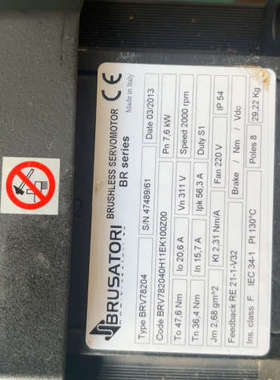 BRUSATORI
BRUSHLESS SERVOMOTOR
BR series
CE
Made in Italy
Type BRV78204 S/N 47489/61 Date 03/2013
Code BRV782040H11EK100Z00 Pn 7,6 kW
To 47,6 Nm Io 20,6 A Vn 311 V Speed 2000 rpm
Tn 36,4 Nm In 15,7 A Ipk 56,3 A Duty S1
Jm 2,68 gm^2 Kt 2,31 Nm/A Fan 220 V IP 54
Feedback RE 21-1-V32 Brake / Nm / Vdc
Ins. class. F IEC 34-1 Pt 130°C Poles 8 29,22 Kg